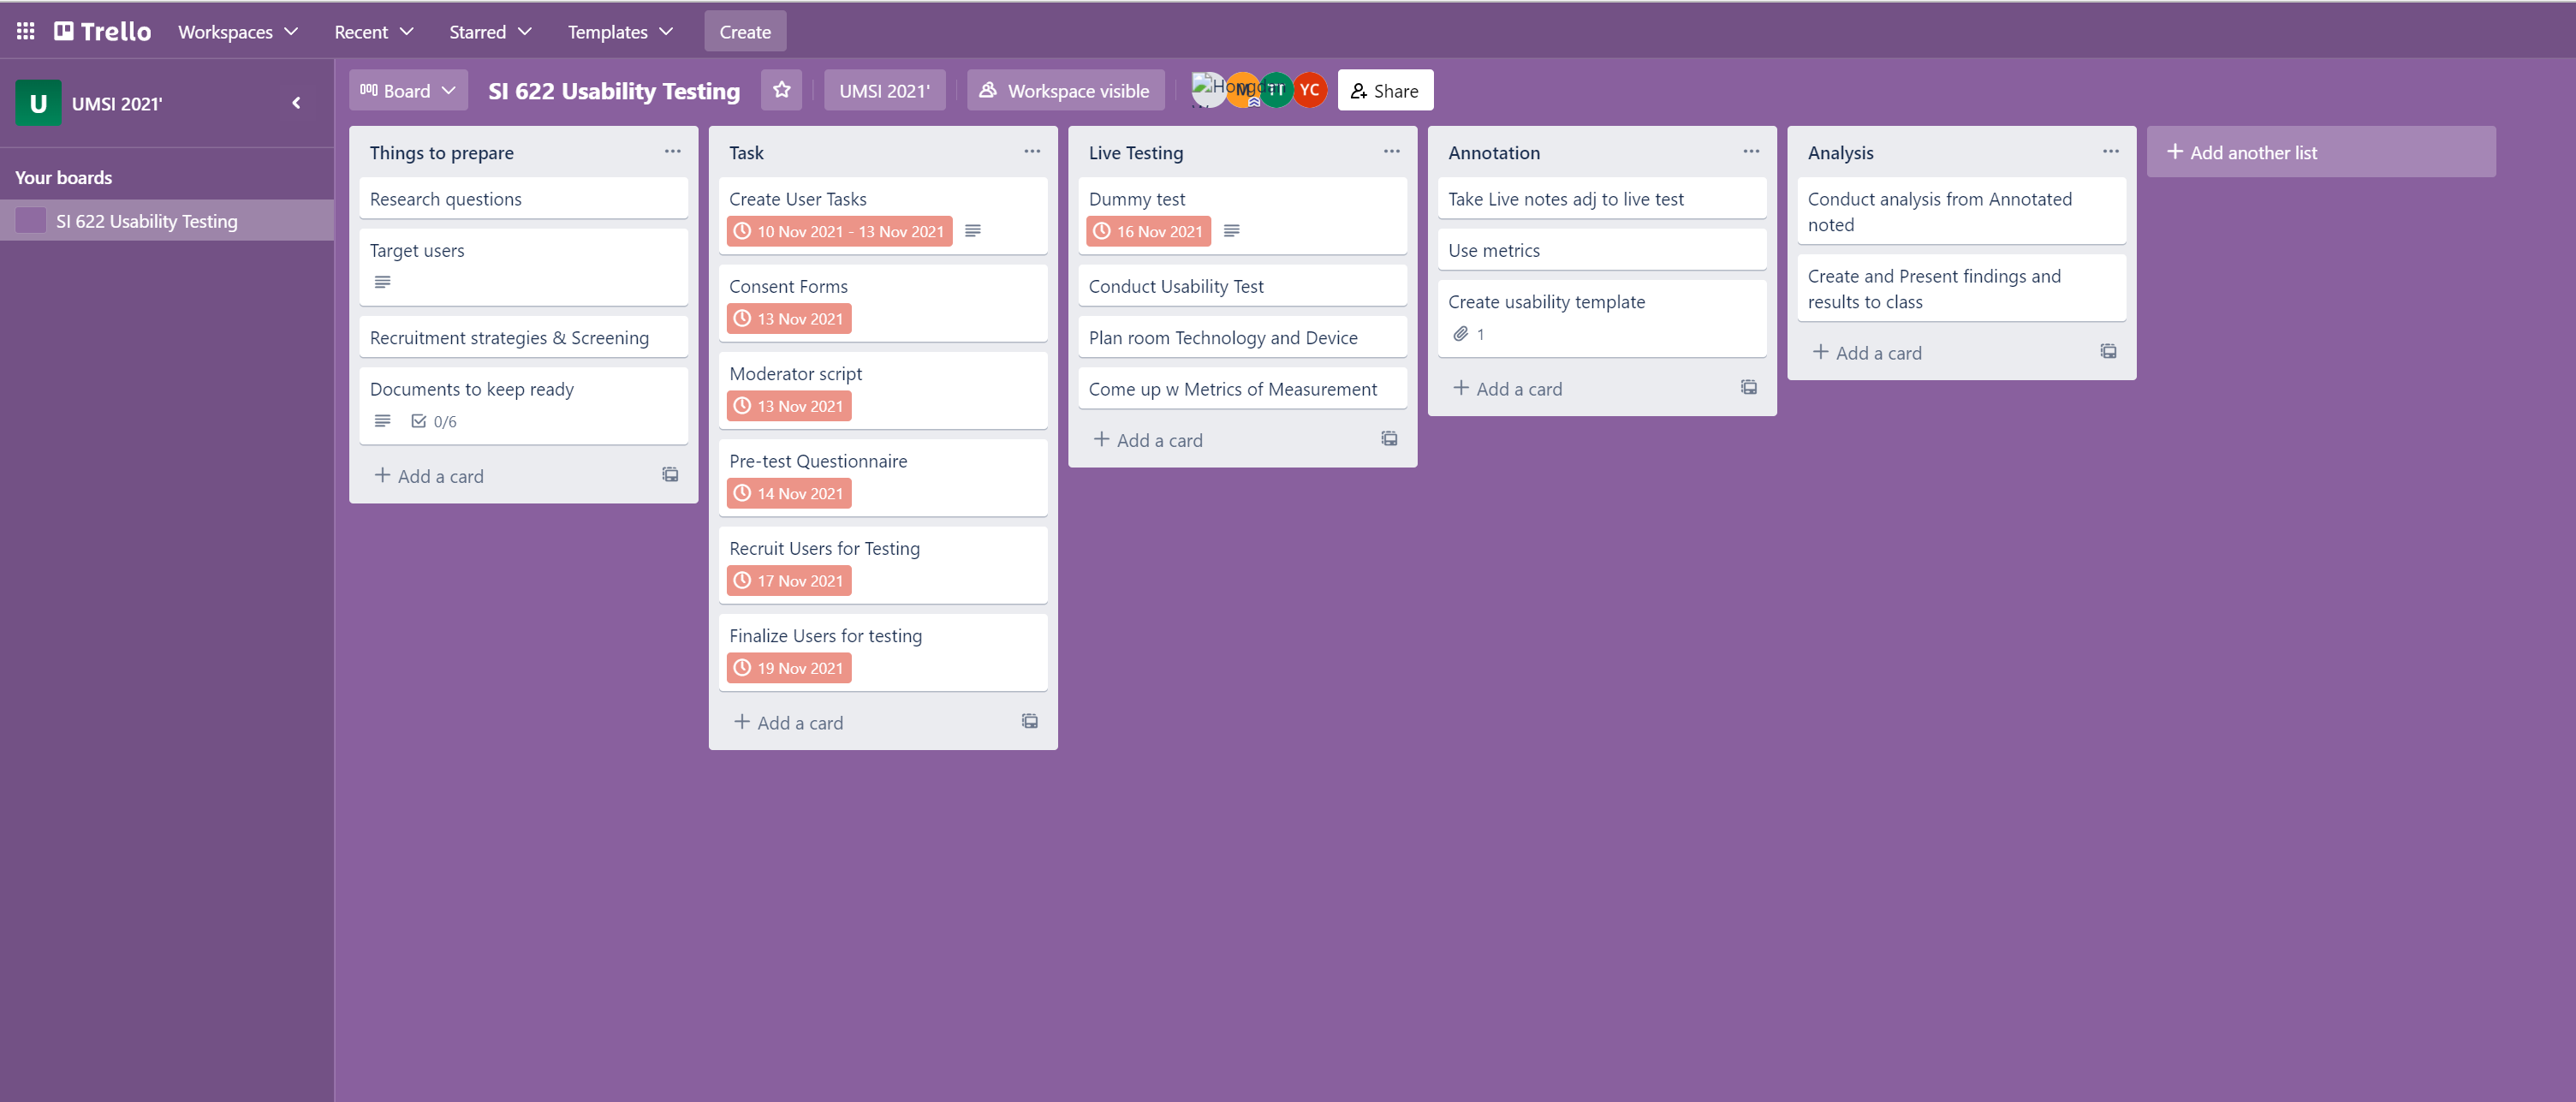 Trello
Workspaces
Recent
Starred
Templates
Create
U
UMSI 2021'
Your boards
SI 622 Usability Testing
Board
SI 622 Usability Testing
UMSI 2021'
Workspace visible
YC
Share
Things to prepare
Research questions
Target users
Recruitment strategies & Screening
Documents to keep ready
0/6
Add a card
Task
Create User Tasks
10 Nov 2021 - 13 Nov 2021
Consent Forms
13 Nov 2021
Moderator script
13 Nov 2021
Pre-test Questionnaire
14 Nov 2021
Recruit Users for Testing
17 Nov 2021
Finalize Users for testing
19 Nov 2021
Add a card
Live Testing
Dummy test
16 Nov 2021
Conduct Usability Test
Plan room Technology and Device
Come up w Metrics of Measurement
Add a card
Annotation
Take Live notes adj to live test
Use metrics
Create usability template
1
Add a card
Analysis
Conduct analysis from Annotated
noted
Create and Present findings and
results to class
Add a card
Add another list